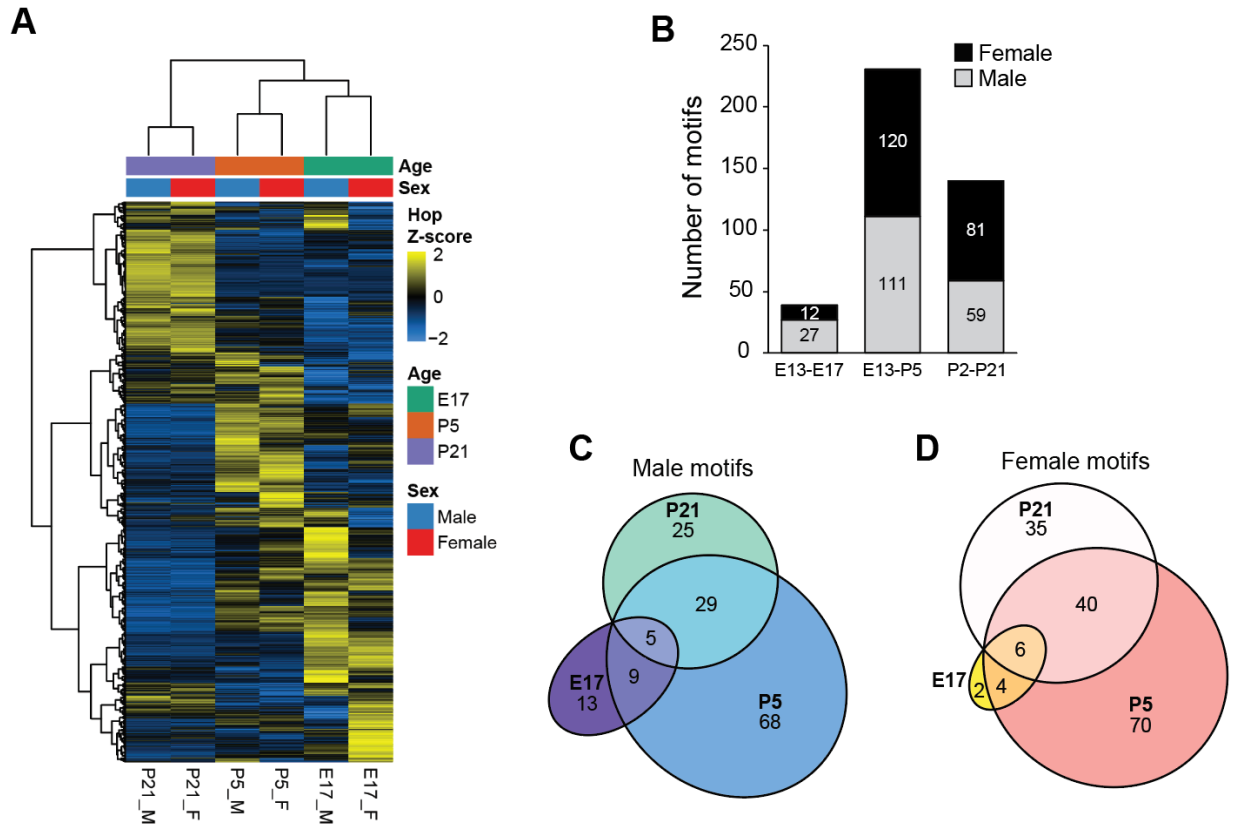 A
Age
Sex
Hop
Z-score
2
0
−2
Age
E17
P5
P21
Sex
Male
Female
P21_M
P21_F
P5_M
P5_F
E17_M
E17_F
B
Number of motifs
250
200
150
100
50
0
Female
Male
12
27
120
111
81
59
E13-E17
E13-P5
P2-P21
C
Male motifs
P21
25
29
5
E17
13
9
P5
68
D
Female motifs
P21
35
40
6
E17
2
4
P5
70